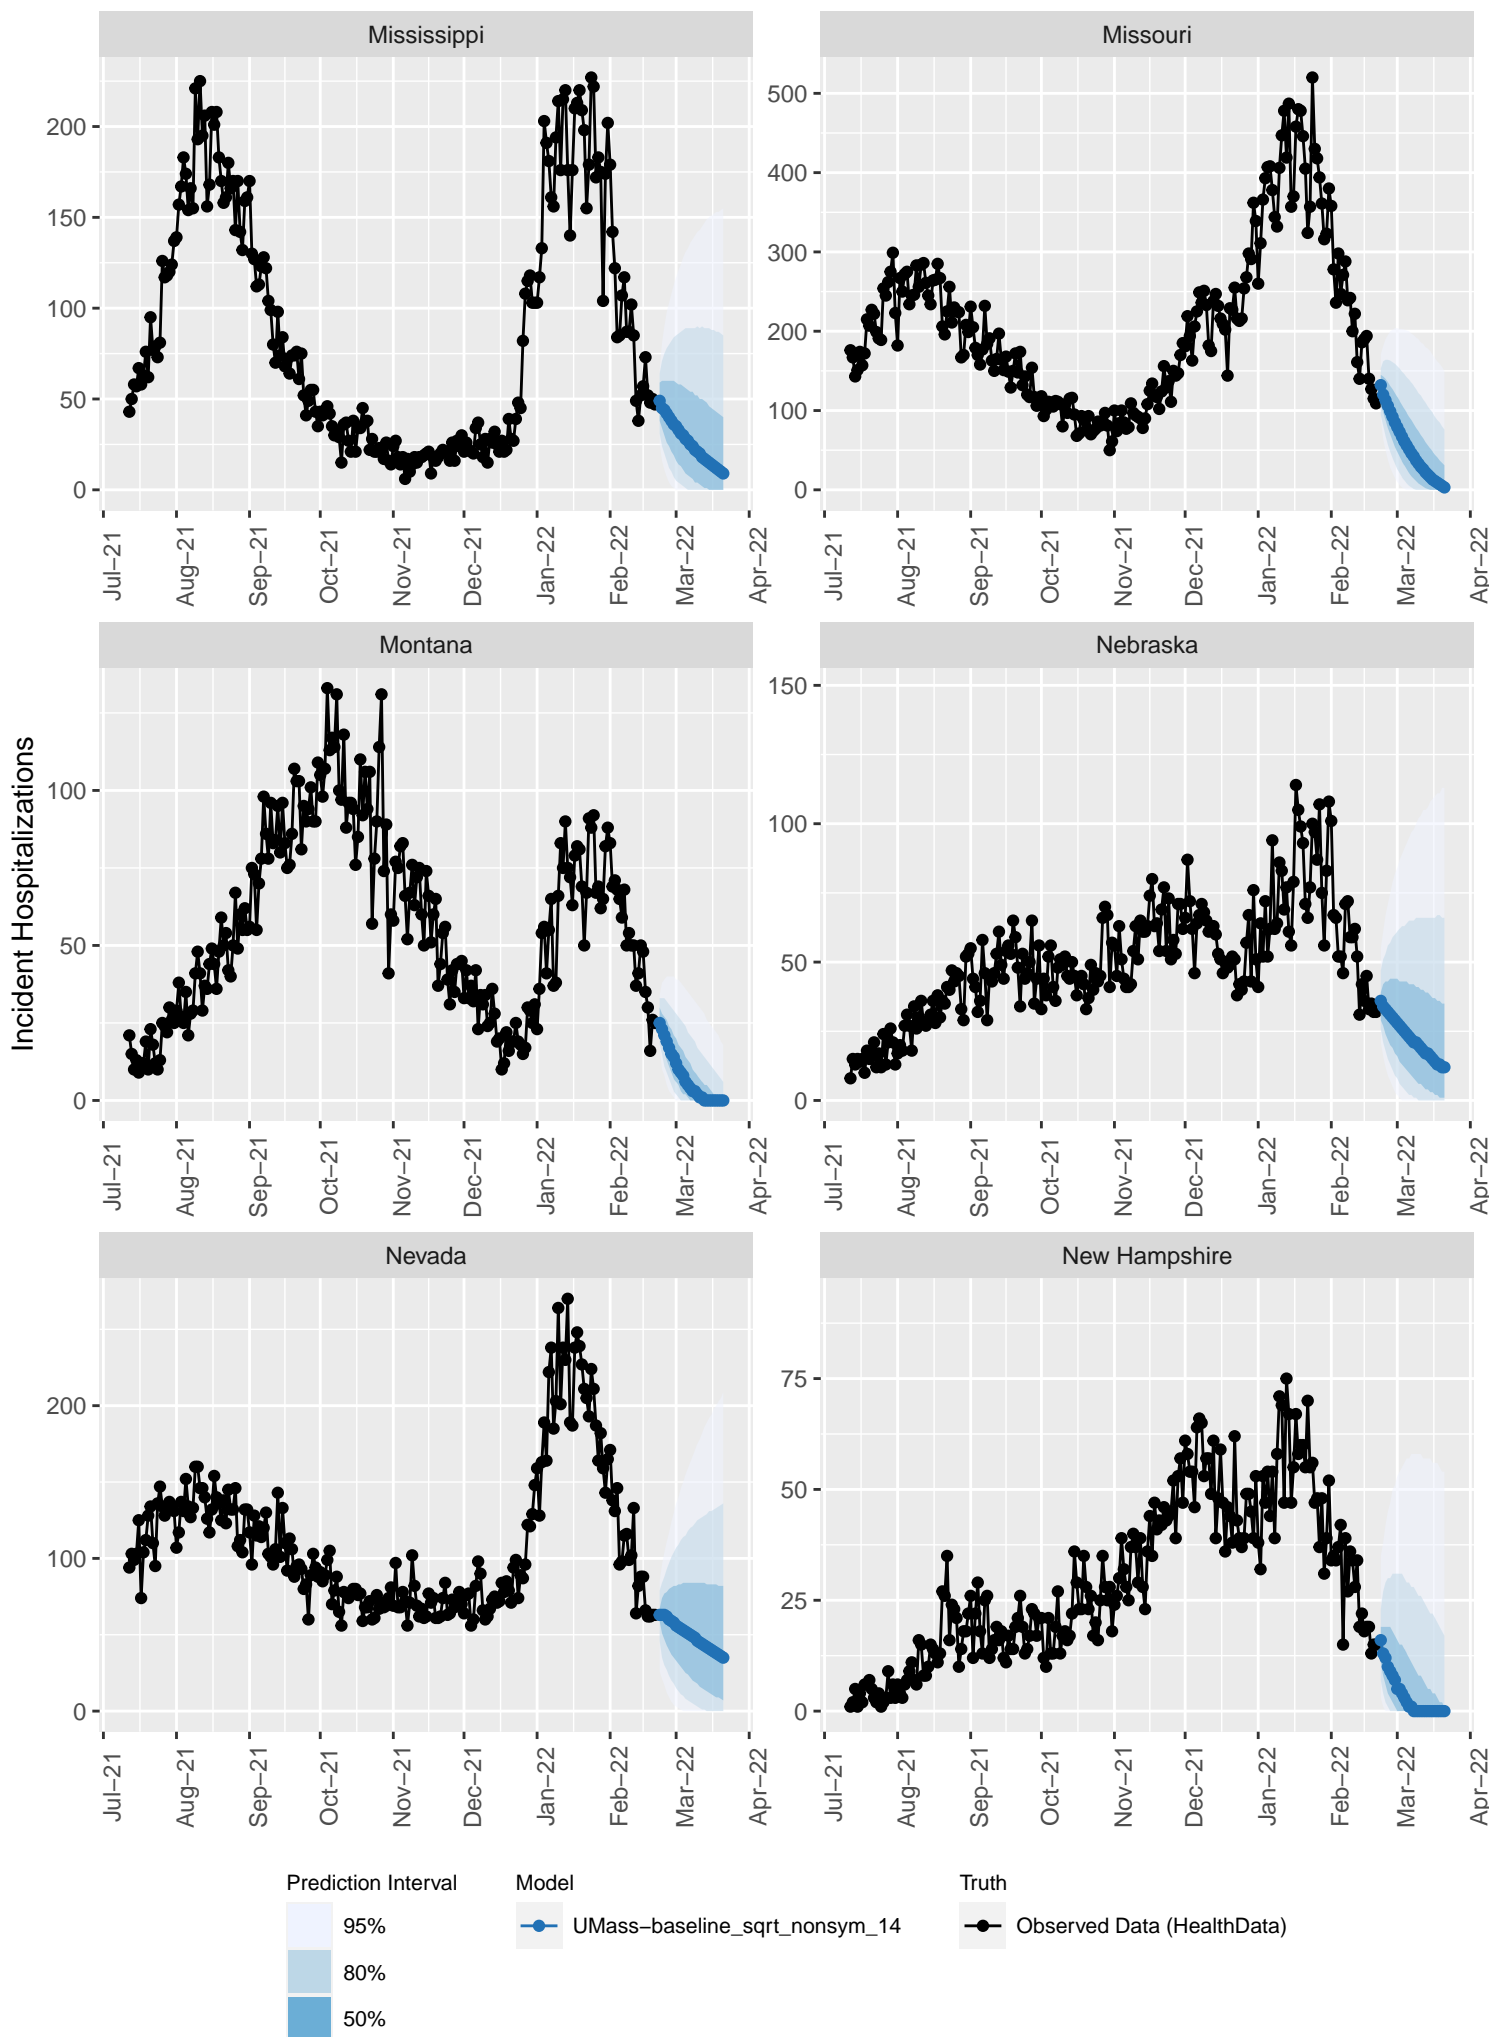 Mississippi
Missouri
0
50
100
150
200
0
100
200
300
400
500
Jul−21
Aug−21
Sep−21
Oct−21
Nov−21
Dec−21
Jan−22
Feb−22
Mar−22
Apr−22
Jul−21
Aug−21
Sep−21
Oct−21
Nov−21
Dec−21
Jan−22
Feb−22
Mar−22
Apr−22
Montana
Nebraska
Incident Hospitalizations
0
50
100
0
50
100
150
Jul−21
Aug−21
Sep−21
Oct−21
Nov−21
Dec−21
Jan−22
Feb−22
Mar−22
Apr−22
Jul−21
Aug−21
Sep−21
Oct−21
Nov−21
Dec−21
Jan−22
Feb−22
Mar−22
Apr−22
Nevada
New Hampshire
0
100
200
0
25
50
75
Jul−21
Aug−21
Sep−21
Oct−21
Nov−21
Dec−21
Jan−22
Feb−22
Mar−22
Apr−22
Jul−21
Aug−21
Sep−21
Oct−21
Nov−21
Dec−21
Jan−22
Feb−22
Mar−22
Apr−22
Prediction Interval
95%
80%
50%
Model
UMass−baseline_sqrt_nonsym_14
Truth
Observed Data (HealthData)